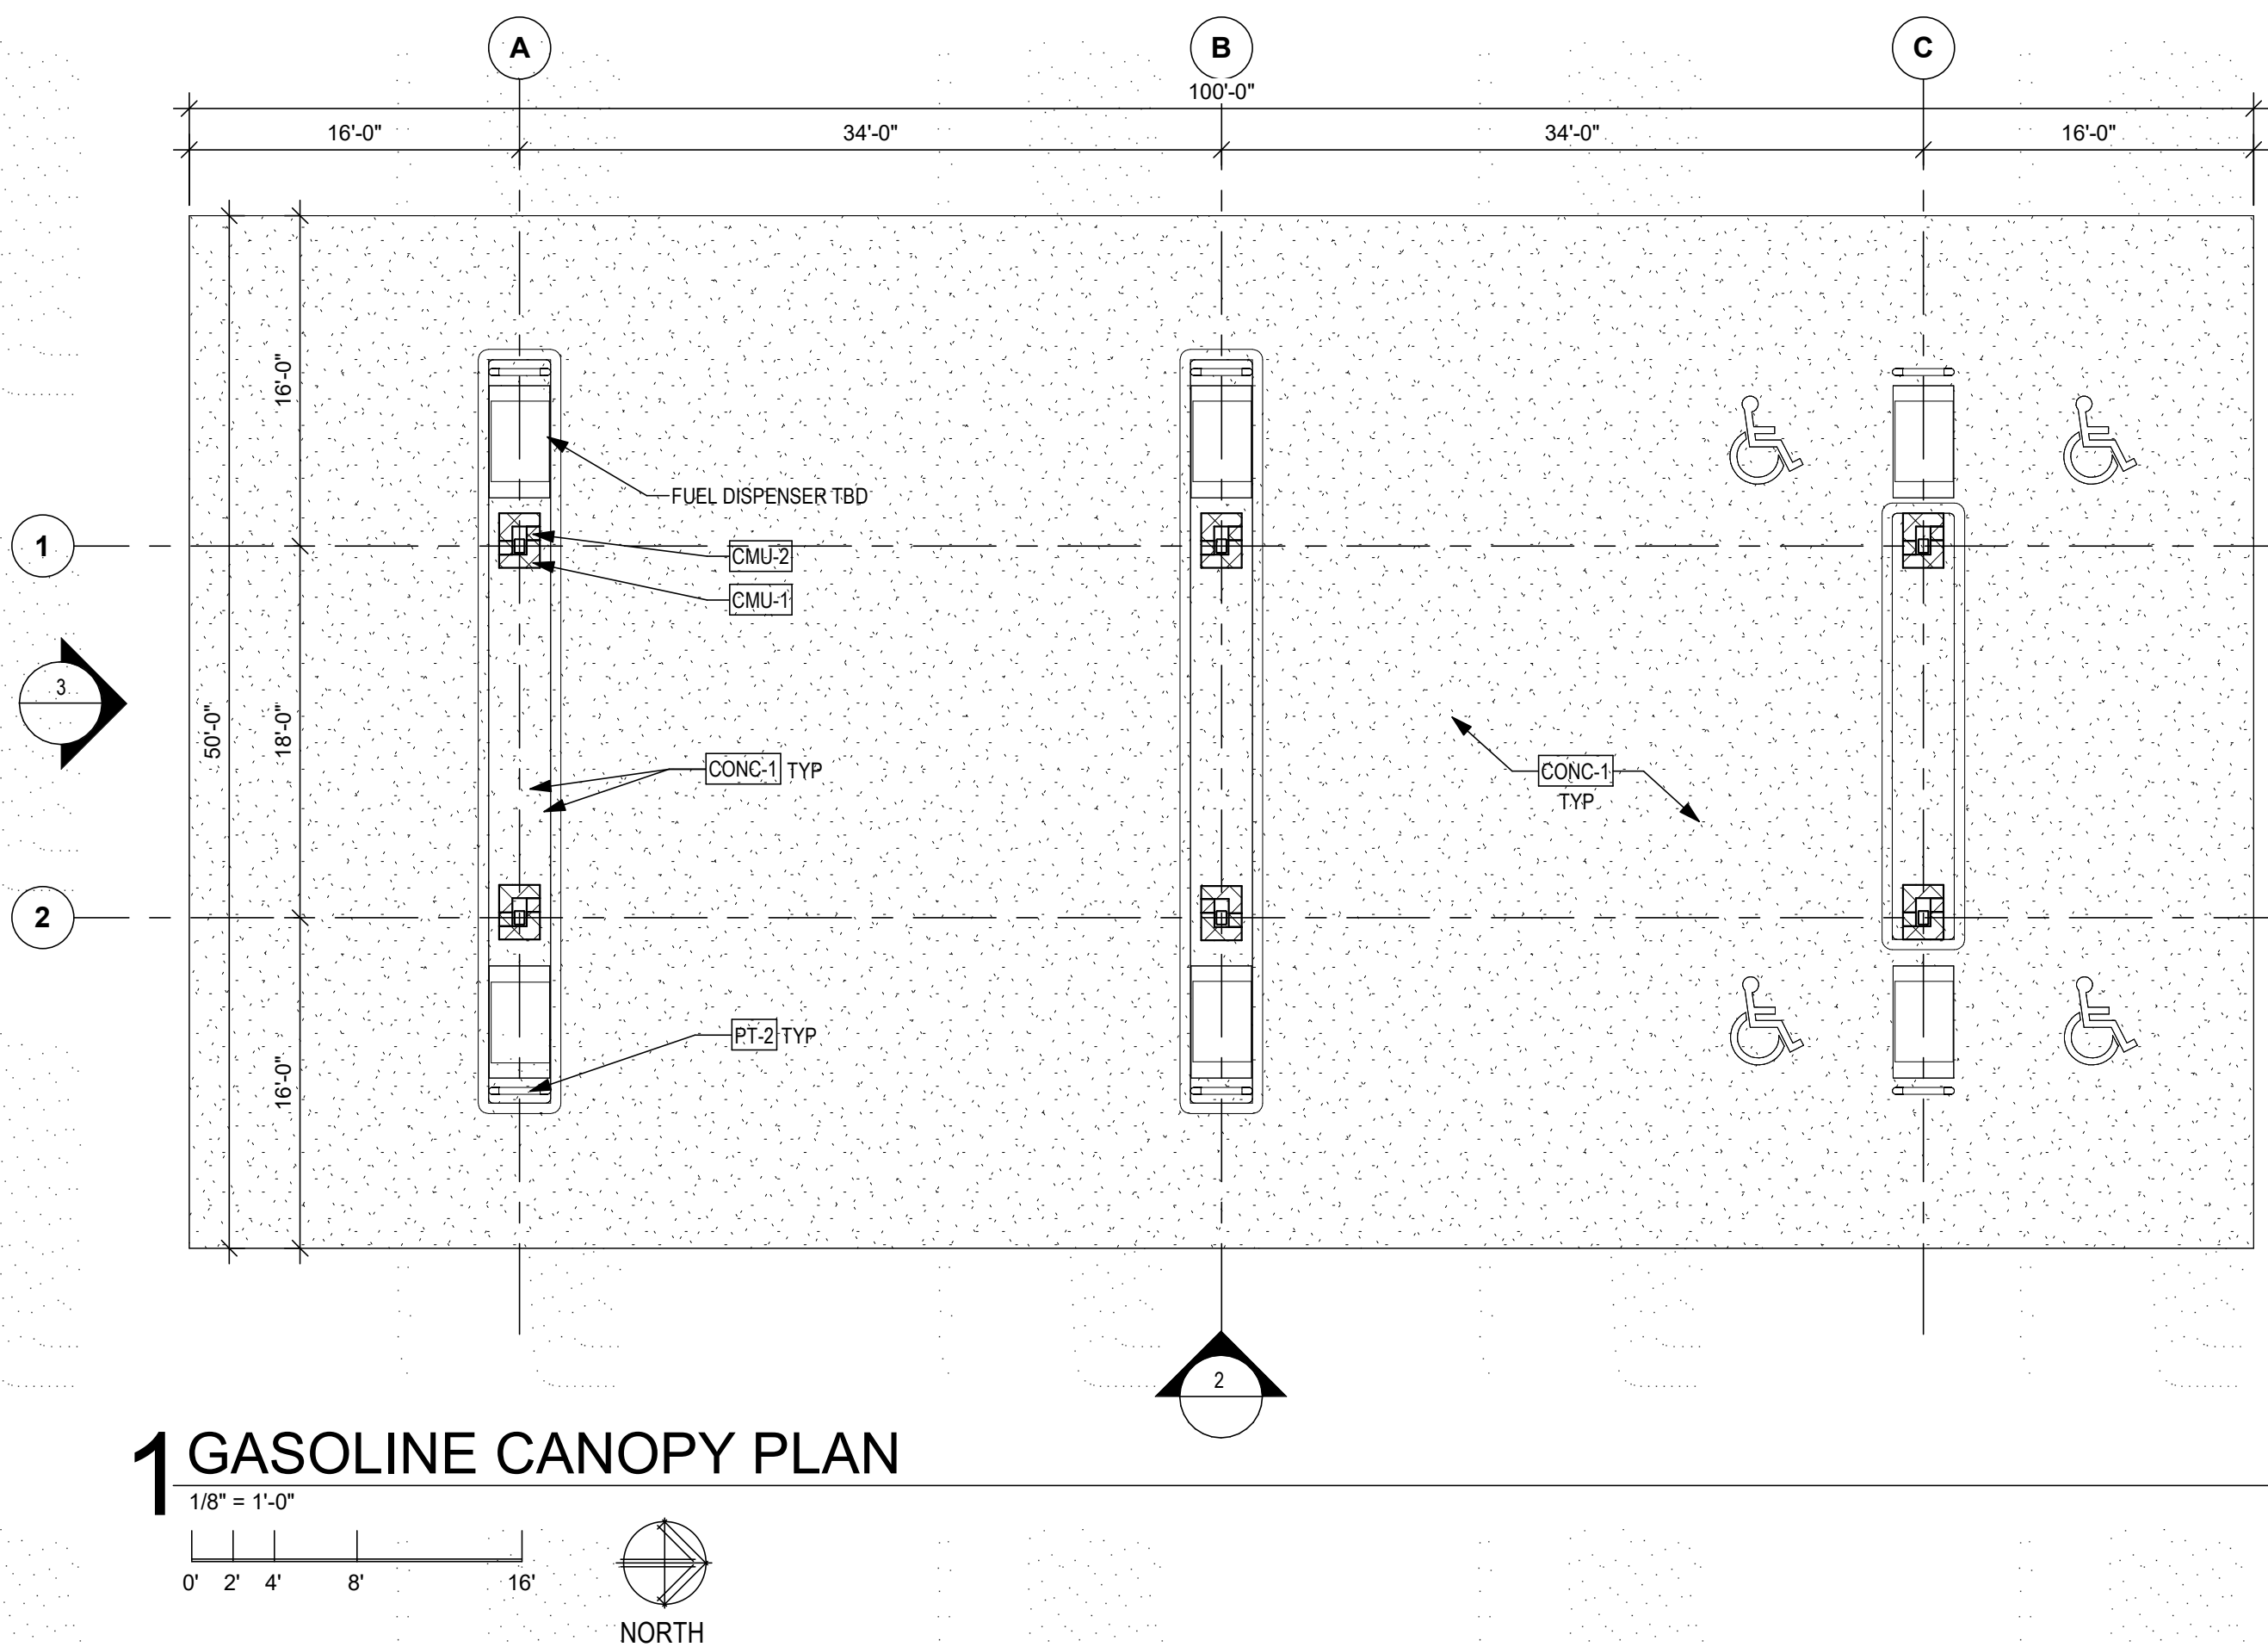 A
B
C
100'-0"
16'-0"
34'-0"
34'-0"
16'-0"
16'-0"
FUEL DISPENSER TBD
1
CMU-2
CMU-1
3
50'-0"
18'-0"
CONC-1 TYP
CONC-1
TYP
2
16'-0"
PT-2 TYP
2
1 GASOLINE CANOPY PLAN
1/8" = 1'-0"
0' 2' 4' 8' 16'
NORTH